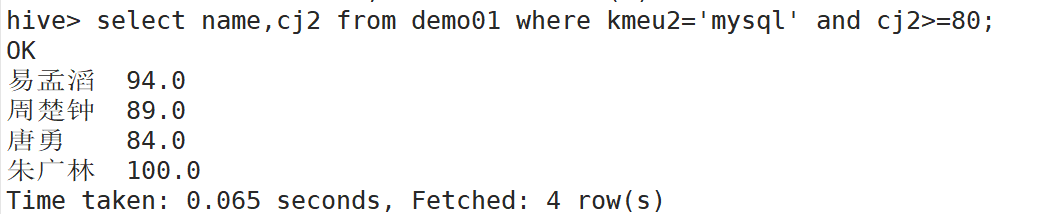 hive> select name,cj2 from demo01 where kmeu2='mysql' and cj2>=80;
OK
易孟滔  94.0
周楚钟  89.0
唐勇    84.0
朱广林  100.0
Time taken: 0.065 seconds, Fetched: 4 row(s)